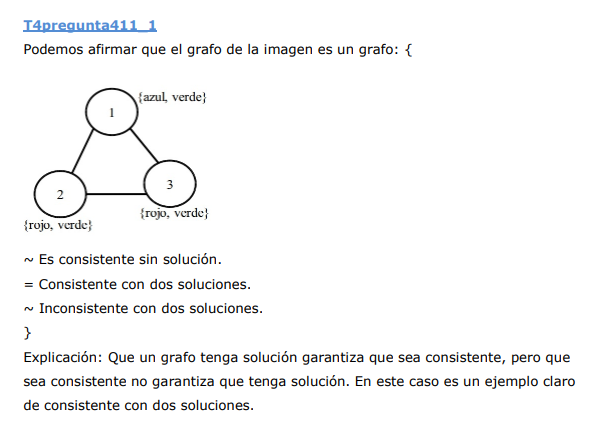 T4pregunta411_1
Podemos afirmar que el grafo de la imagen es un grafo: {
{azul, verde}
1
2
3
{rojo, verde}
{rojo, verde}
~ Es consistente sin solución.
= Consistente con dos soluciones.
~ Inconsistente con dos soluciones.
}
Explicación: Que un grafo tenga solución garantiza que sea consistente, pero que
sea consistente no garantiza que tenga solución. En este caso es un ejemplo claro
de consistente con dos soluciones.